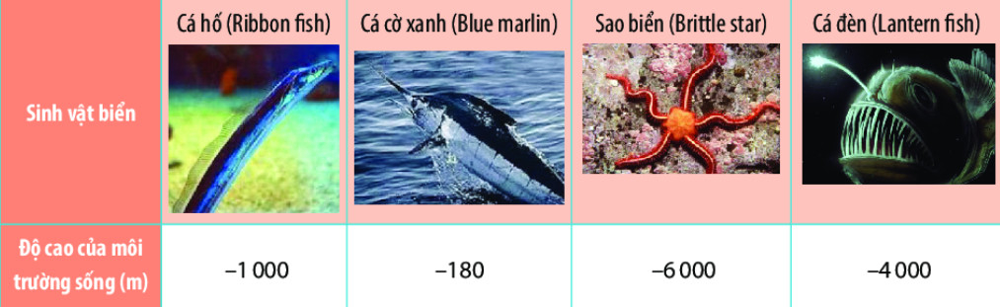 Sinh vật biển
Cá hố (Ribbon fish)
Cá cờ xanh (Blue marlin)
Sao biển (Brittle star)
Cá đèn (Lantern fish)
Độ cao của môi
trường sống (m)
–1 000
–180
–6 000
–4 000